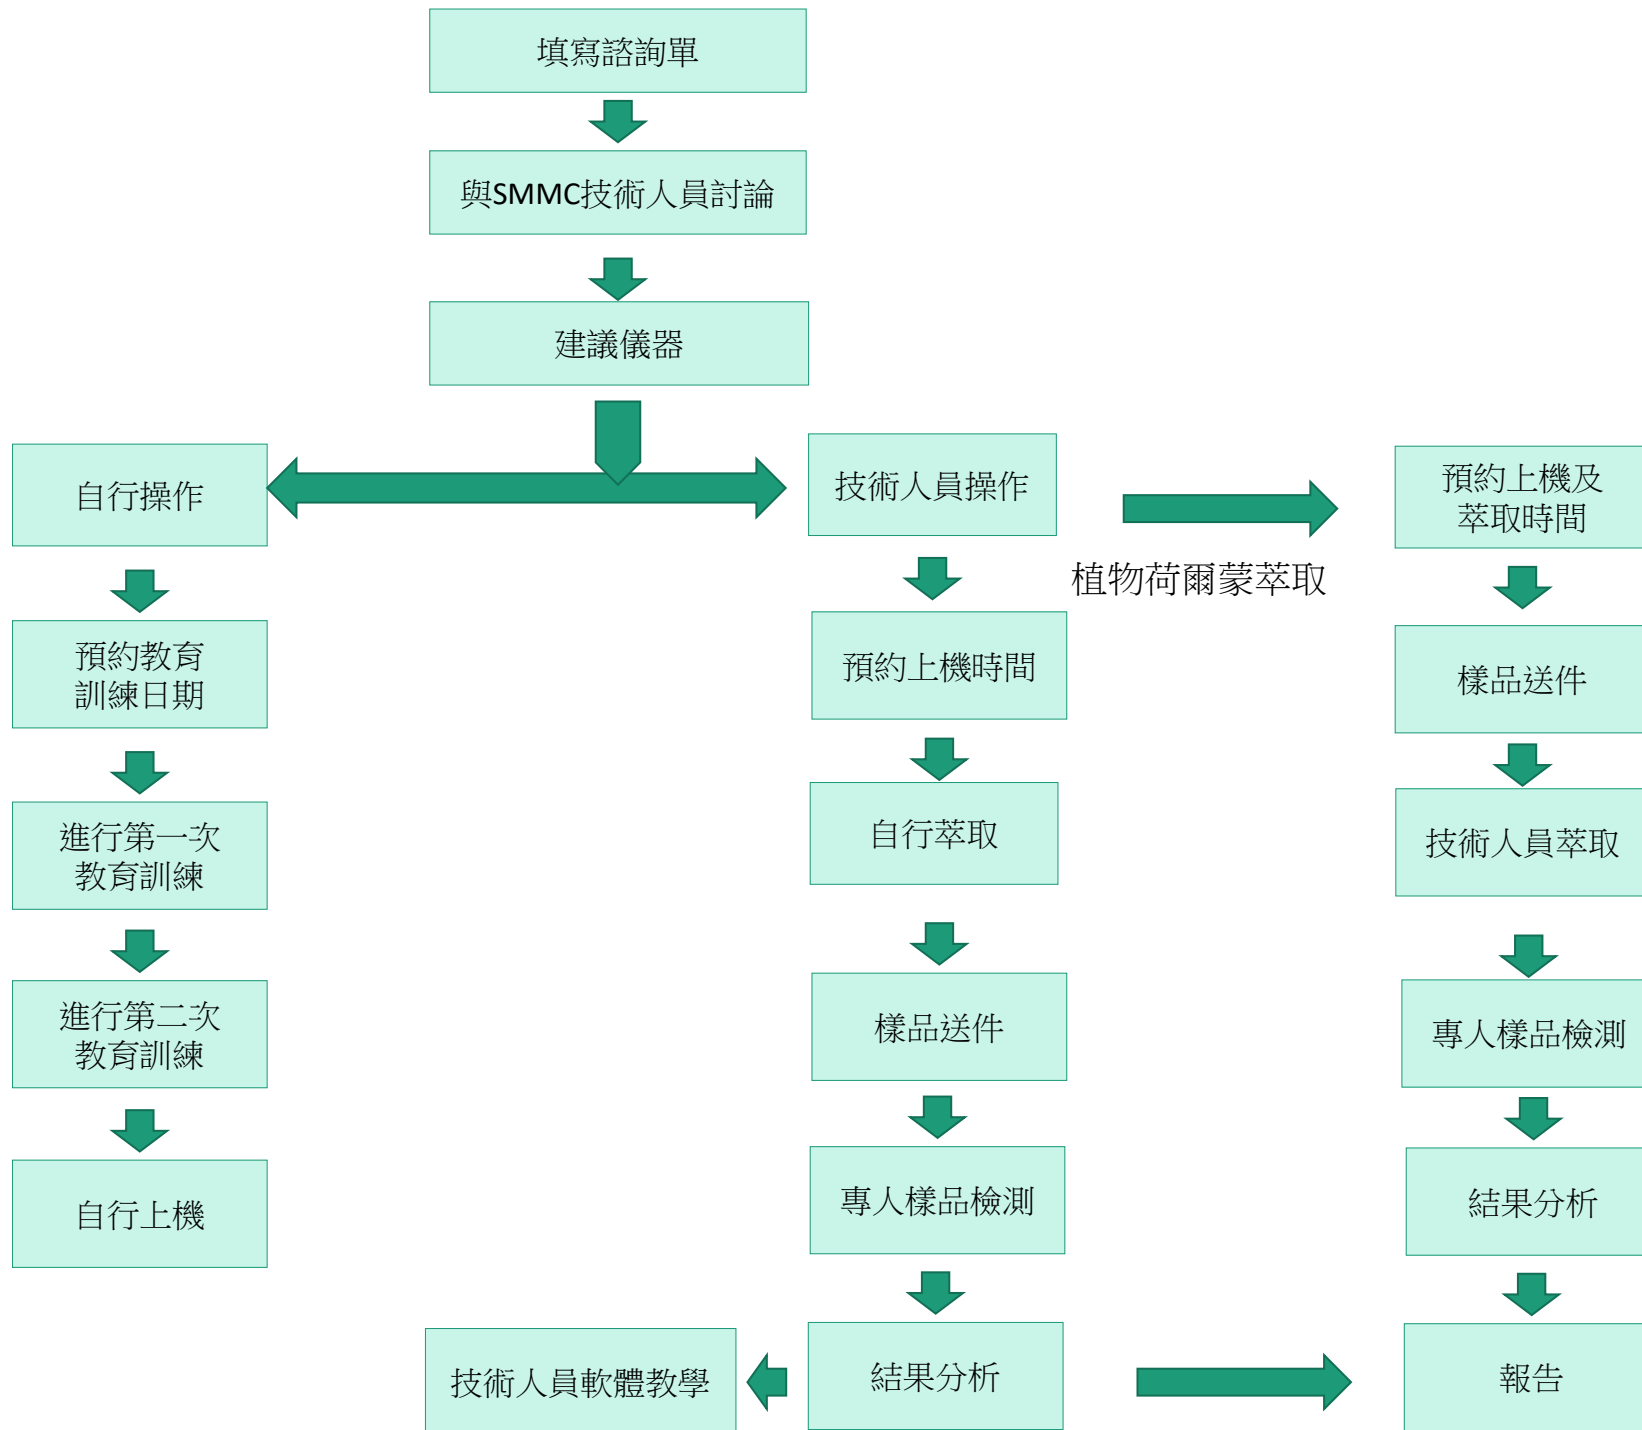 填寫諮詢單
與SMMC技術人員討論
建議儀器
自行操作
技術人員操作
預約上機及
萃取時間
植物荷爾蒙萃取
預約教育
訓練日期
預約上機時間
樣品送件
進行第一次
教育訓練
自行萃取
技術人員萃取
進行第二次
教育訓練
樣品送件
專人樣品檢測
自行上機
專人樣品檢測
結果分析
技術人員軟體教學
結果分析
報告